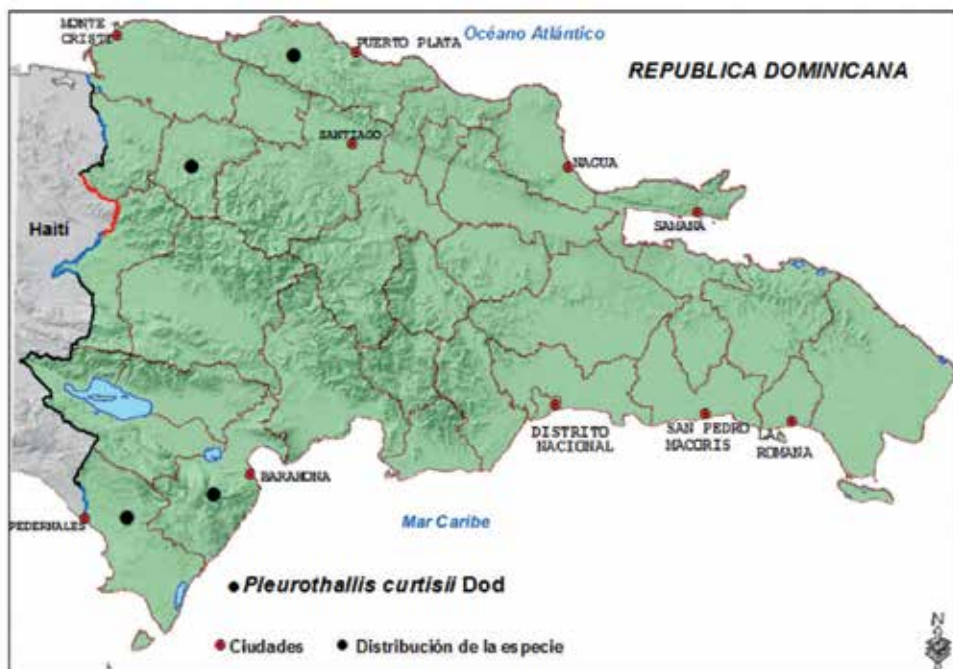 MONTE
CRISTI
Océano Atlántico
PUERTO PLATA
REPUBLICA DOMINICANA
SANTIAGO
NAGUA
Haití
SAMANÁ
DISTRITO
NACIONAL
SAN PEDRO
MACORIS
LA
ROMANA
BARAHONA
PEDERNALES
Mar Caribe
Pleurothallis curtisii Dod
Ciudades
Distribución de la especie
N